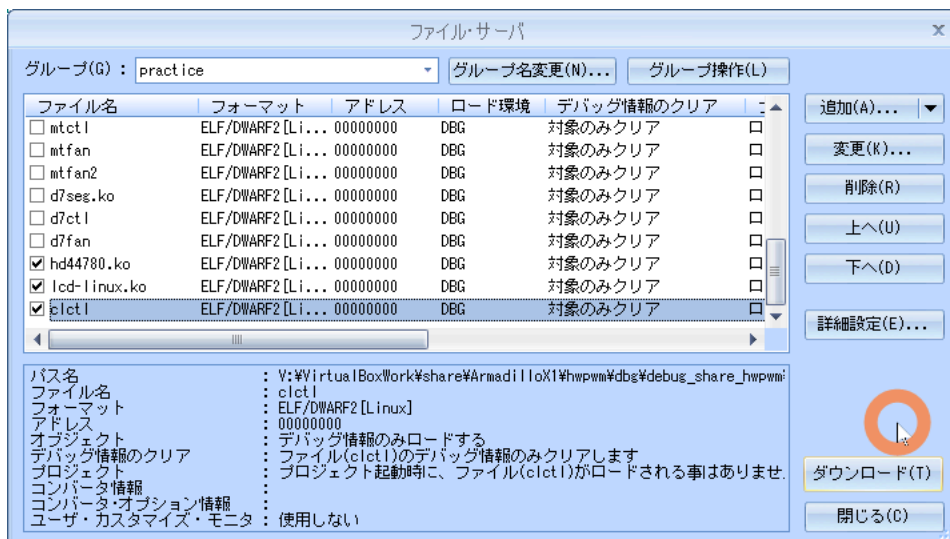 ファイル・サーバ x
グループ(G) : practice グループ名変更(N)... グループ操作(L)
ファイル名 フォーマット アドレス ロード環境 デバッグ情報のクリア
mtctl ELF/DWARF2[Li... 00000000 DBG 対象のみクリア ロ
mtfan ELF/DWARF2[Li... 00000000 DBG 対象のみクリア ロ
mtfan2 ELF/DWARF2[Li... 00000000 DBG 対象のみクリア ロ
d7seg.ko ELF/DWARF2[Li... 00000000 DBG 対象のみクリア ロ
d7ctl ELF/DWARF2[Li... 00000000 DBG 対象のみクリア ロ
d7fan ELF/DWARF2[Li... 00000000 DBG 対象のみクリア ロ
hd44780.ko ELF/DWARF2[Li... 00000000 DBG 対象のみクリア ロ
lcd-linux.ko ELF/DWARF2[Li... 00000000 DBG 対象のみクリア ロ
clctl ELF/DWARF2[Li... 00000000 DBG 対象のみクリア ロ
追加(A)...
変更(K)...
削除(R)
上へ(U)
下へ(D)
詳細設定(E)...
パス名 : V:¥VirtualBoxWork¥share¥ArmadilloX1¥hwpwm¥dbg¥debug_share_hwpwm
ファイル名 : clctl
フォーマット : ELF/DWARF2[Linux]
アドレス : 00000000
オブジェクト : デバッグ情報のみロードする
デバッグ情報のクリア : ファイル(clctl)のデバッグ情報のみクリアします
プロジェクト : プロジェクト起動時に、ファイル(clctl)がロードされる事はありませ
コンバータ情報 :
コンバータ・オプション情報 :
ユーザ・カスタマイズ・モニタ : 使用しない
ダウンロード(T)
閉じる(C)